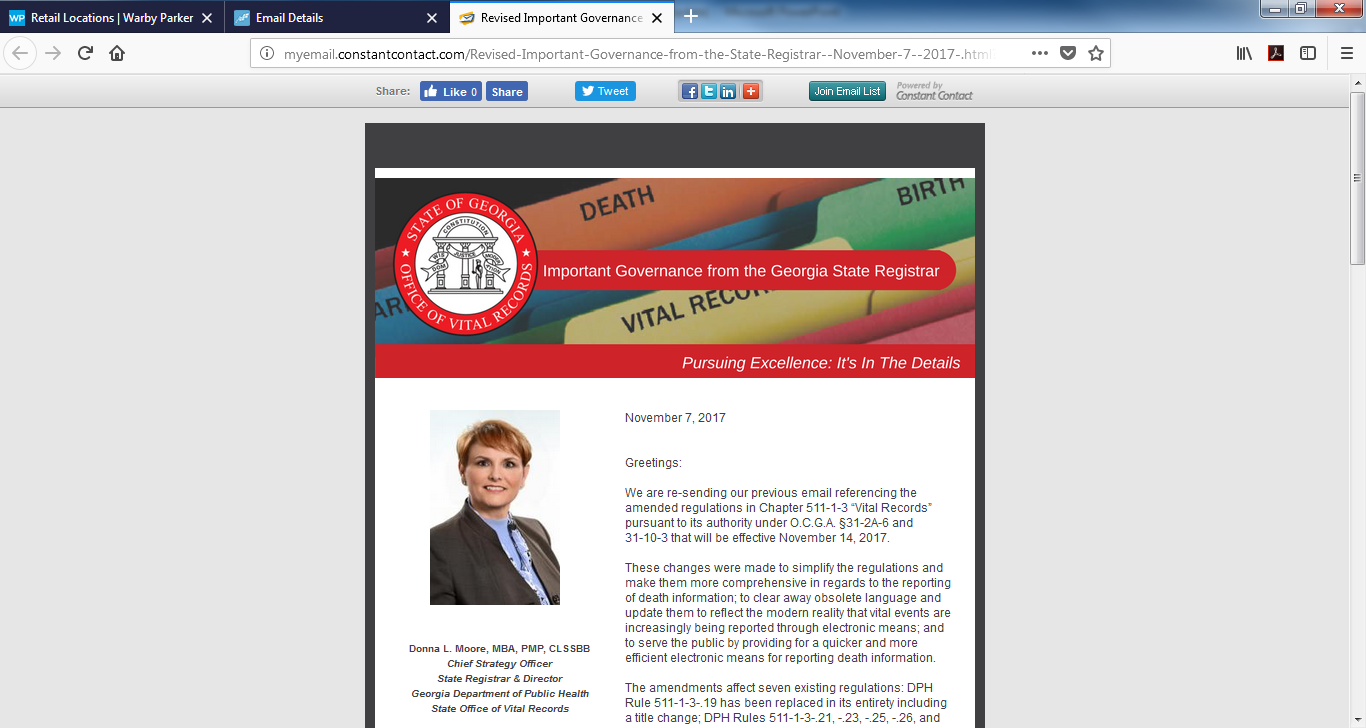 Retail Locations | Warby Parker
Email Details
Revised Important Governance
myemail.constantcontact.com/Revised-Important-Governance-from-the-State-Registrar--November-7--2017-.html
Share:
Like 0
Share
Tweet
Join Email List
Powered by
Constant Contact
DEATH
BIRTH
STATE OF GEORGIA
OFFICE OF VITAL RECORDS
CONSTITUTION
WISDOM
JUSTICE
MODERATION
Important Governance from the Georgia State Registrar
VITAL RECOR
Pursuing Excellence: It's In The Details
November 7, 2017
Greetings:
We are re-sending our previous email referencing the
amended regulations in Chapter 511-1-3 “Vital Records”
pursuant to its authority under O.C.G.A. §31-2A-6 and
31-10-3 that will be effective November 14, 2017.
These changes were made to simplify the regulations and
make them more comprehensive in regards to the reporting
of death information; to clear away obsolete language and
update them to reflect the modern reality that vital events are
increasingly being reported through electronic means; and
to serve the public by providing for a quicker and more
efficient electronic means for reporting death information.
The amendments affect seven existing regulations: DPH
Rule 511-1-3-.19 has been replaced in its entirety including
a title change; DPH Rules 511-1-3-.21, -.23, -.25, -.26, and
Donna L. Moore, MBA, PMP, CLSSBB
Chief Strategy Officer
State Registrar & Director
Georgia Department of Public Health
State Office of Vital Records